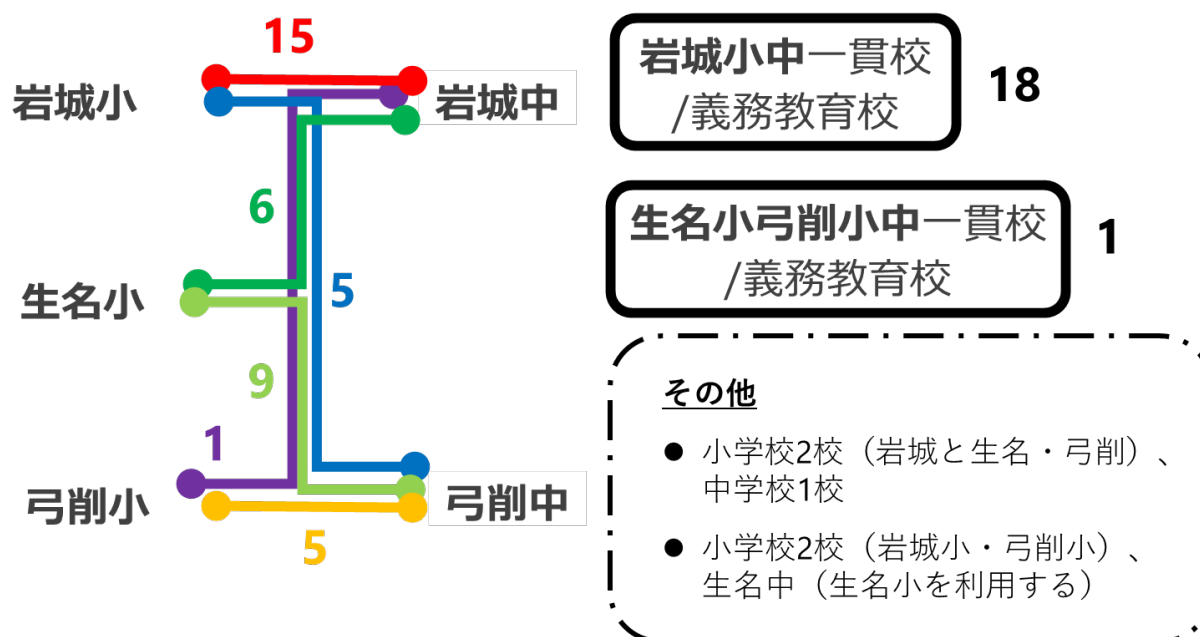 15
岩城小
岩城中
6
生名小
5
9
1
弓削小
弓削中
5
岩城小中一貫校
/義務教育校
18
生名小弓削小中一貫校
/義務教育校
1
その他
● 小学校2校（岩城と生名・弓削）、
中学校1校
● 小学校2校（岩城小・弓削小）、
生名中（生名小を利用する）